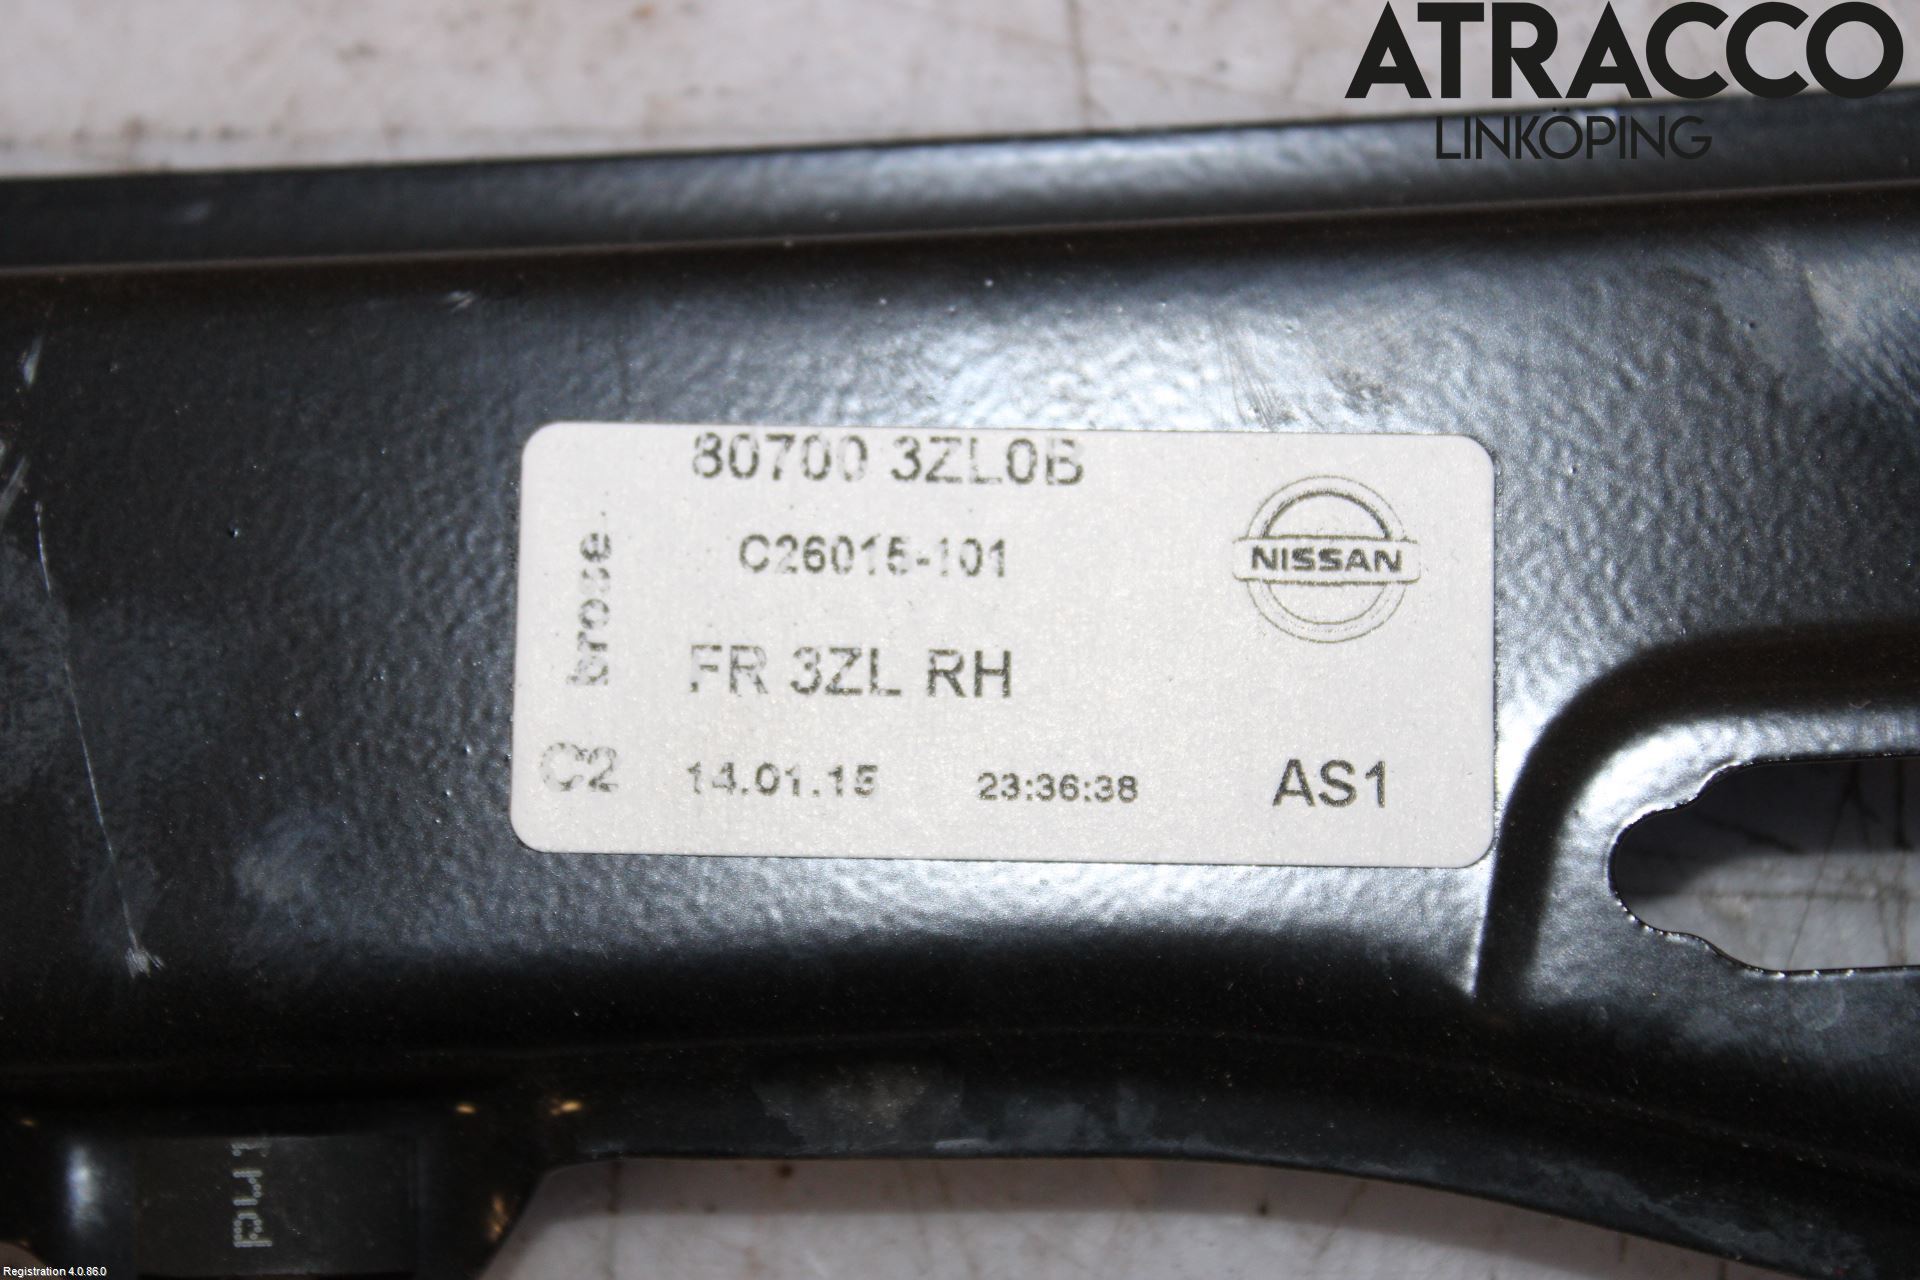 ATRACCO
LINKÖPING
80700 3ZL0B
C26015-101
NISSAN
brose
FR 3ZL RH
C2 14.01.15 23:36:38 AS1
Registration 4.0.86.0